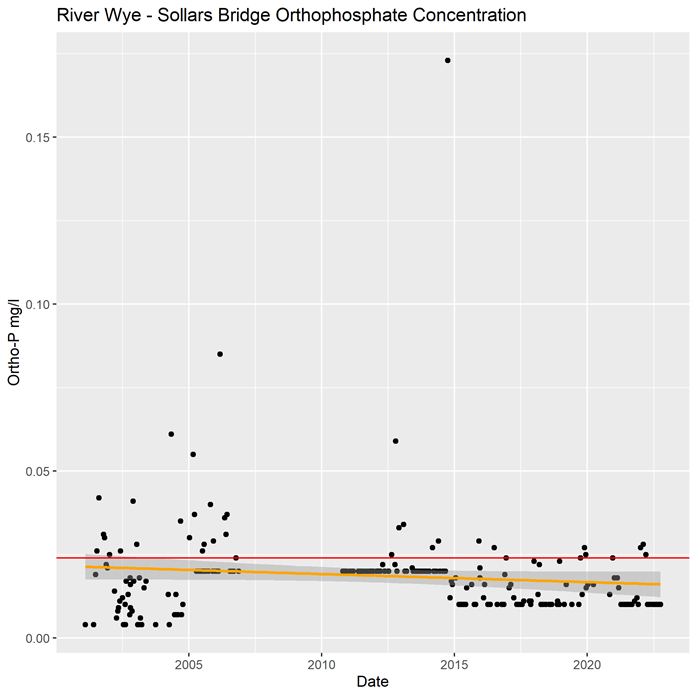 River Wye - Sollars Bridge Orthophosphate Concentration
0.15
0.10
Ortho-P mg/l
0.05
0.00
2005 2010 2015 2020
Date